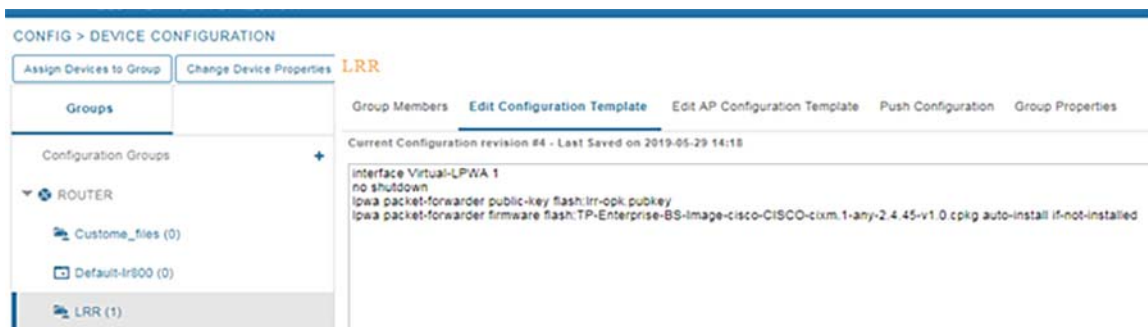 CONFIG > DEVICE CONFIGURATION
Assign Devices to Group Change Device Properties LRR
Groups
Group Members Edit Configuration Template Edit AP Configuration Template Push Configuration Group Properties
Current Configuration revision #4 - Last Saved on 2019-05-29 14:18
Configuration Groups +
interface Virtual-LPWA 1
no shutdown
lpwa packet-forwarder public-key flash:lrr-opk.pubkey
lpwa packet-forwarder firmware flash:TP-Enterprise-BS-Image-cisco-CISCO-cixm.1-any-2.4.45-v1.0.cpkg auto-install if-not-installed
ROUTER
Custome_files (0)
Default-Ir800 (0)
LRR (1)